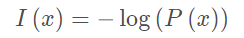 I (x) = − log (P (x))